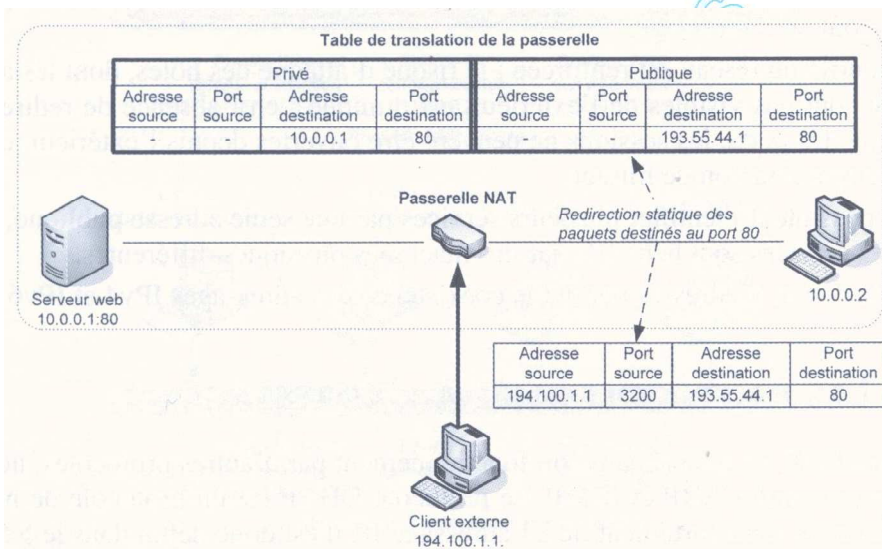 Table de translation de la passerelle
Privé Publique
Adresse source Port source Adresse destination Port destination Adresse source Port source Adresse destination Port destination
10.0.0.1 80 193.55.44.1 80
Passerelle NAT
Redirection statique des
paquets destinés au port 80
Serveur web
10.0.0.1:80
10.0.0.2
Adresse source Port source Adresse destination Port destination
194.100.1.1 3200 193.55.44.1 80
Client externe
194.100.1.1.